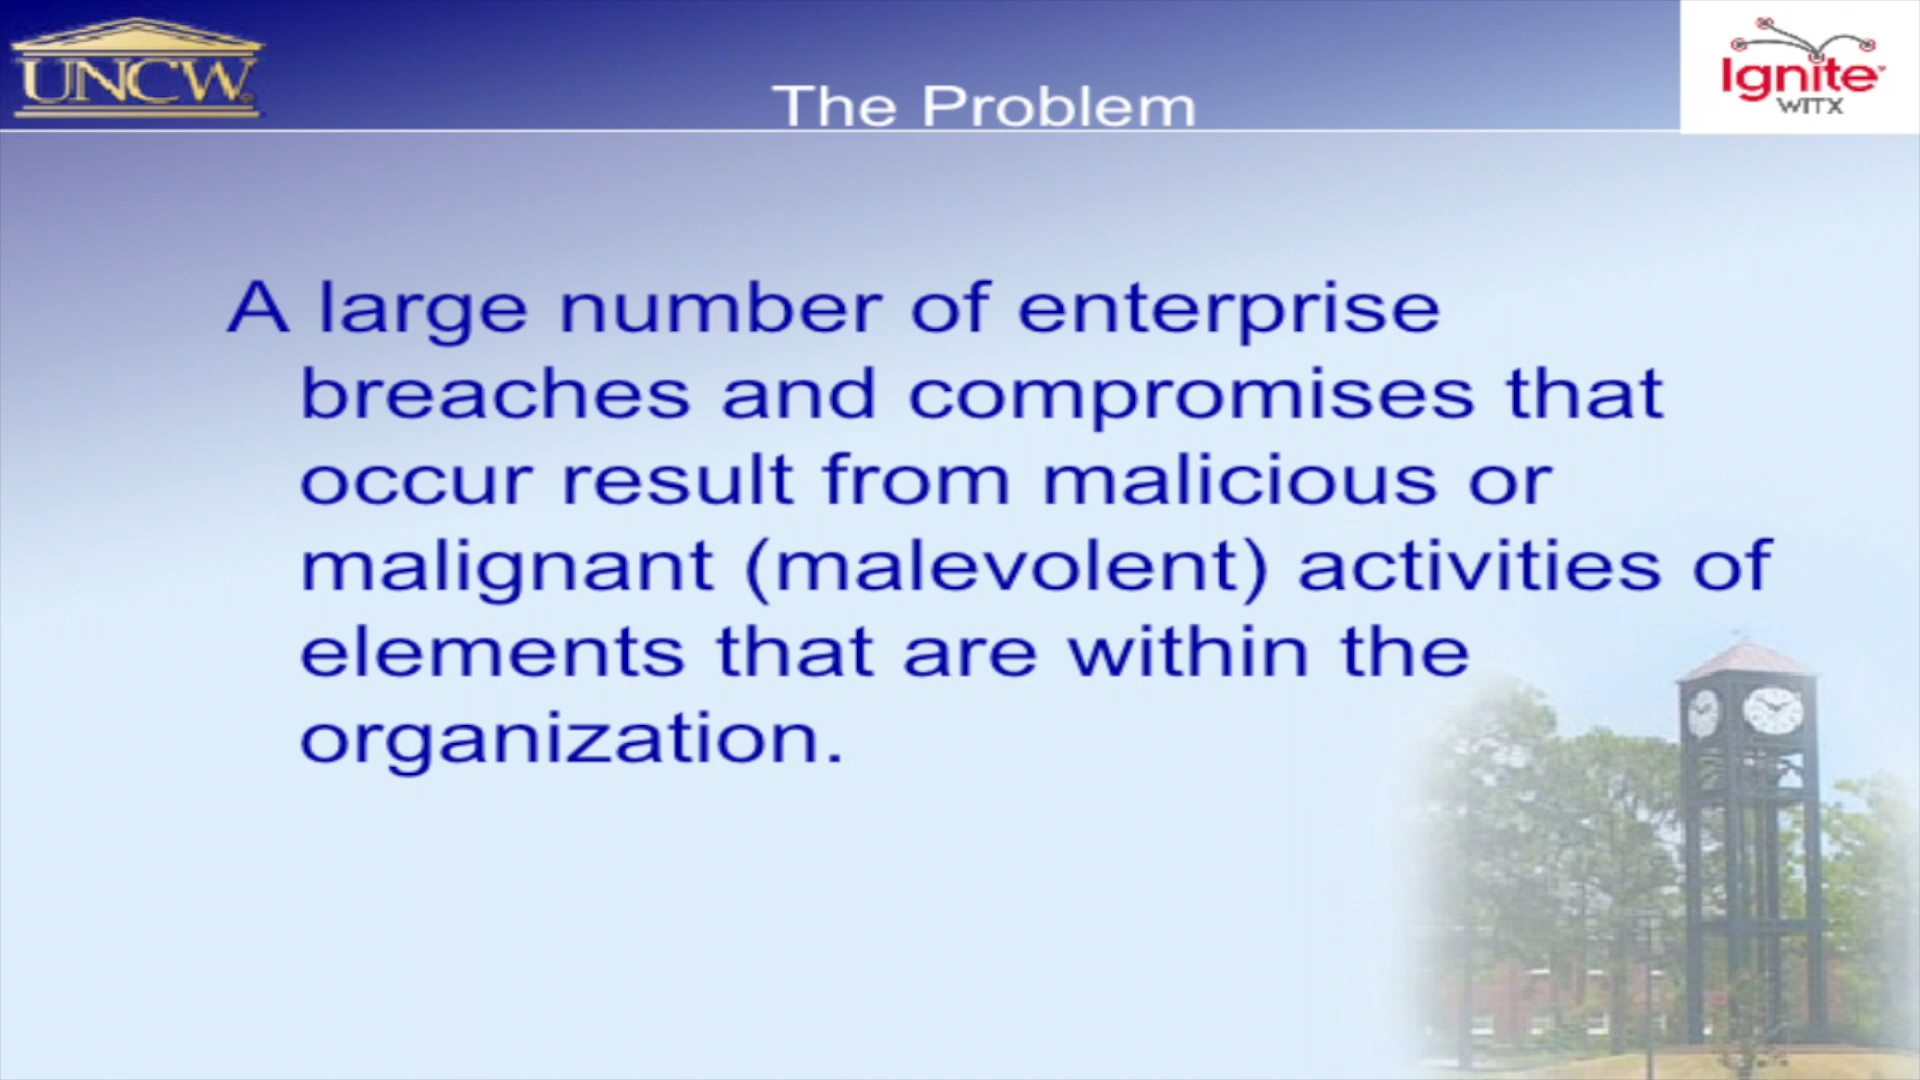 UNCW
The Problem
Ignite
WITX
A large number of enterprise
breaches and compromises that
occur result from malicious or
malignant (malevolent) activities of
elements that are within the
organization.